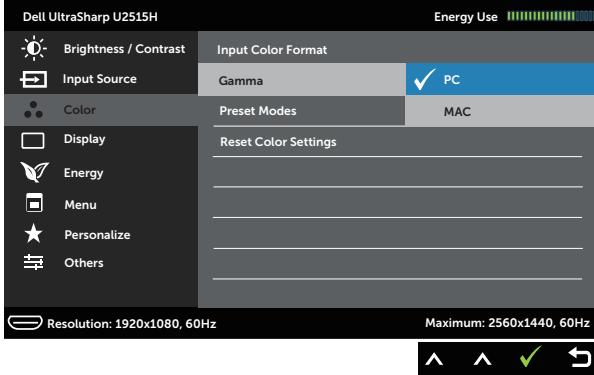 Dell UltraSharp U2515H Energy Use
Brightness / Contrast Input Color Format
Input Source Gamma PC
Color Preset Modes MAC
Display Reset Color Settings
Energy
Menu
Personalize
Others
Resolution: 1920x1080, 60Hz Maximum: 2560x1440, 60Hz